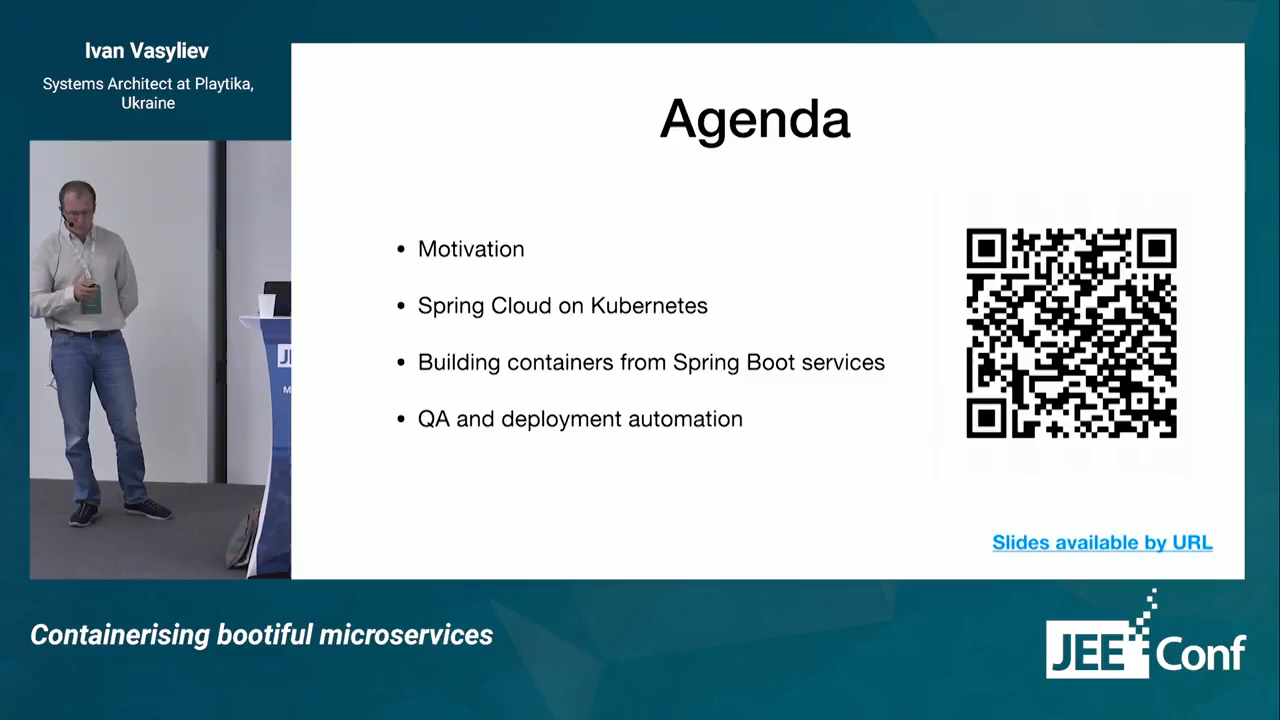 Ivan Vasyliev
Systems Architect at Playtika,
Ukraine
Agenda
• Motivation
• Spring Cloud on Kubernetes
• Building containers from Spring Boot services
• QA and deployment automation
Slides available by URL
Containerising bootiful microservices
JEE Conf